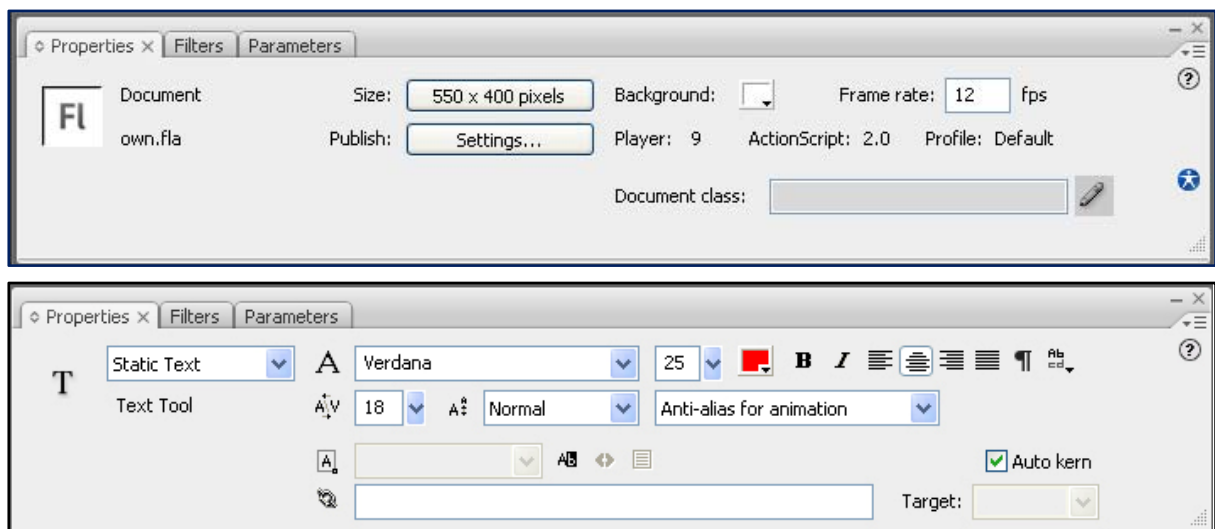 Properties × Filters Parameters
Fl Document Size: 550 x 400 pixels Background: Frame rate: 12 fps
own.fla Publish: Settings... Player: 9 ActionScript: 2.0 Profile: Default
Document class:
Properties × Filters Parameters
T Static Text A Verdana 25 B I ¶
Text Tool A V 18 Normal Anti-alias for animation
A Ab Auto kern
Target: